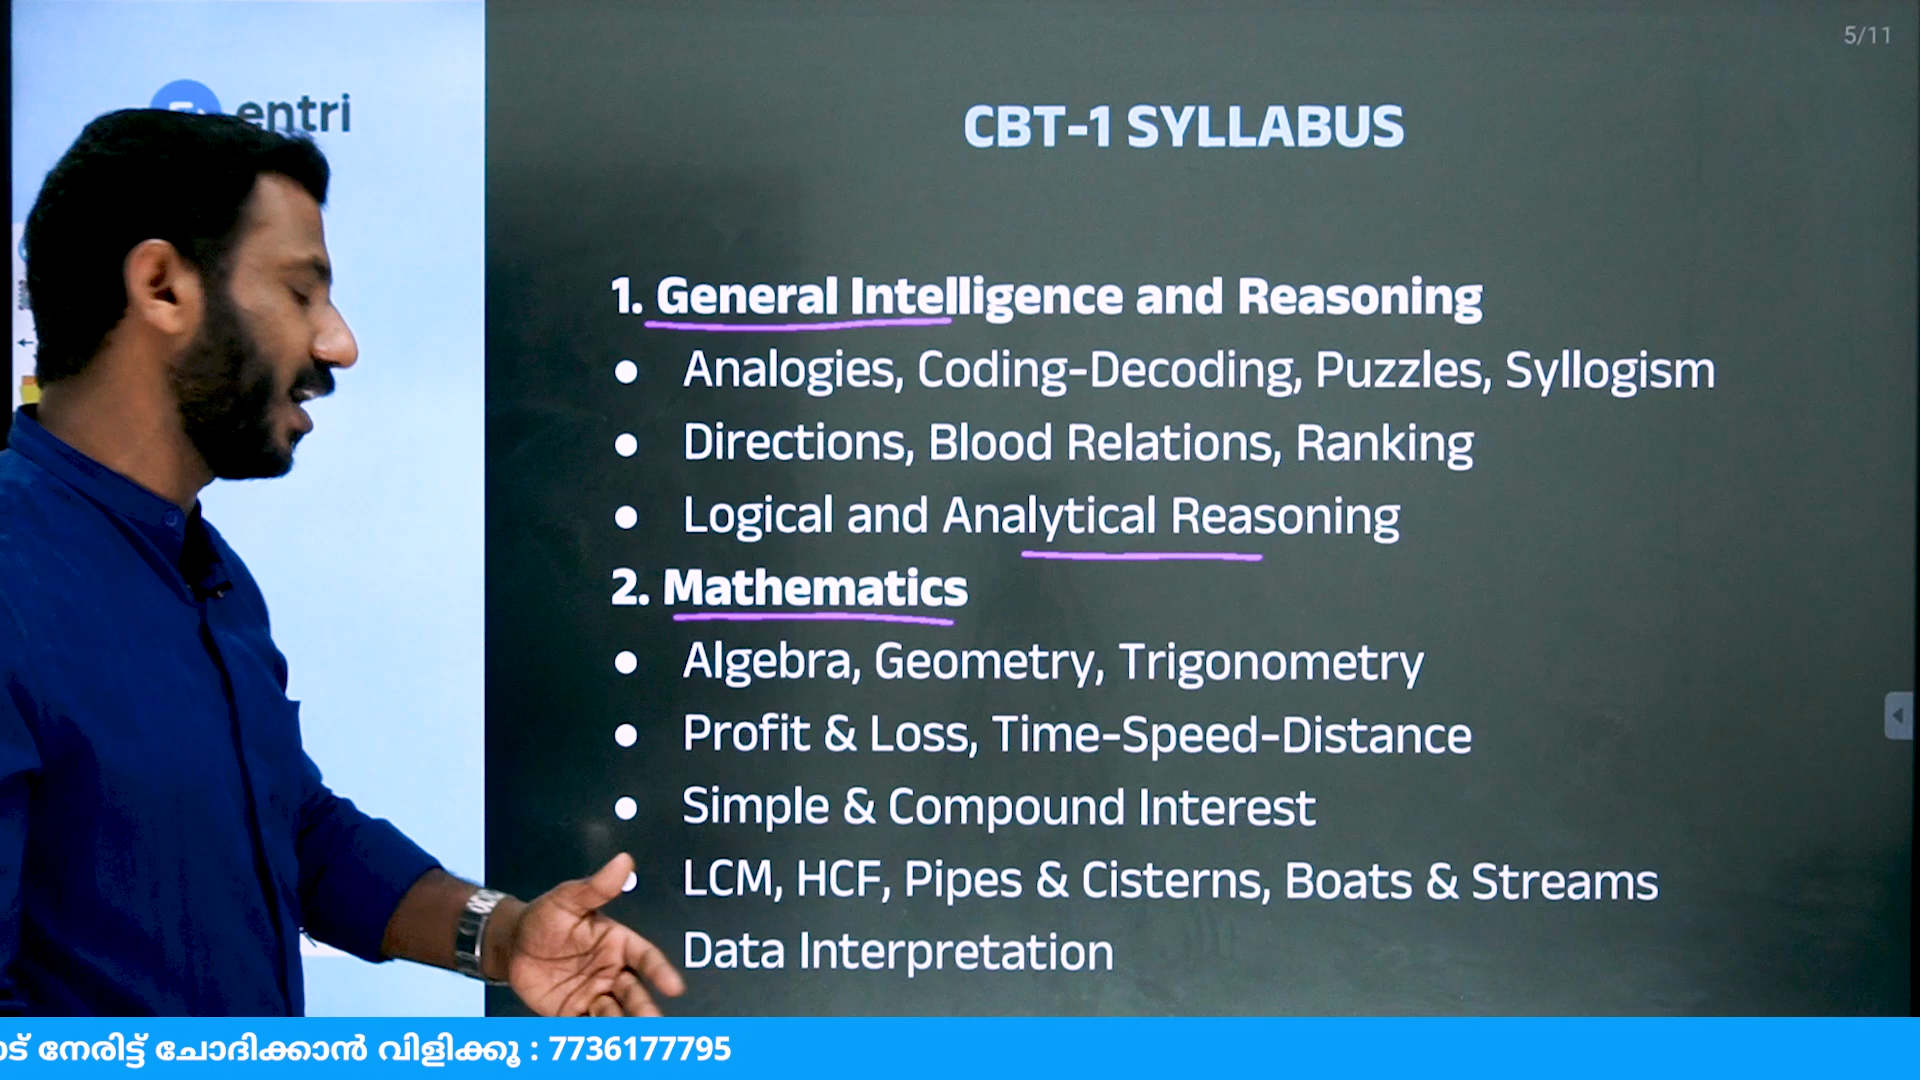 entri
5/11
CBT-1 SYLLABUS
1. General Intelligence and Reasoning
● Analogies, Coding-Decoding, Puzzles, Syllogism
● Directions, Blood Relations, Ranking
● Logical and Analytical Reasoning
2. Mathematics
● Algebra, Geometry, Trigonometry
● Profit & Loss, Time-Speed-Distance
● Simple & Compound Interest
● LCM, HCF, Pipes & Cisterns, Boats & Streams
Data Interpretation
നേരിട്ട് ചോദിക്കാൻ വിളിക്കൂ : 7736177795